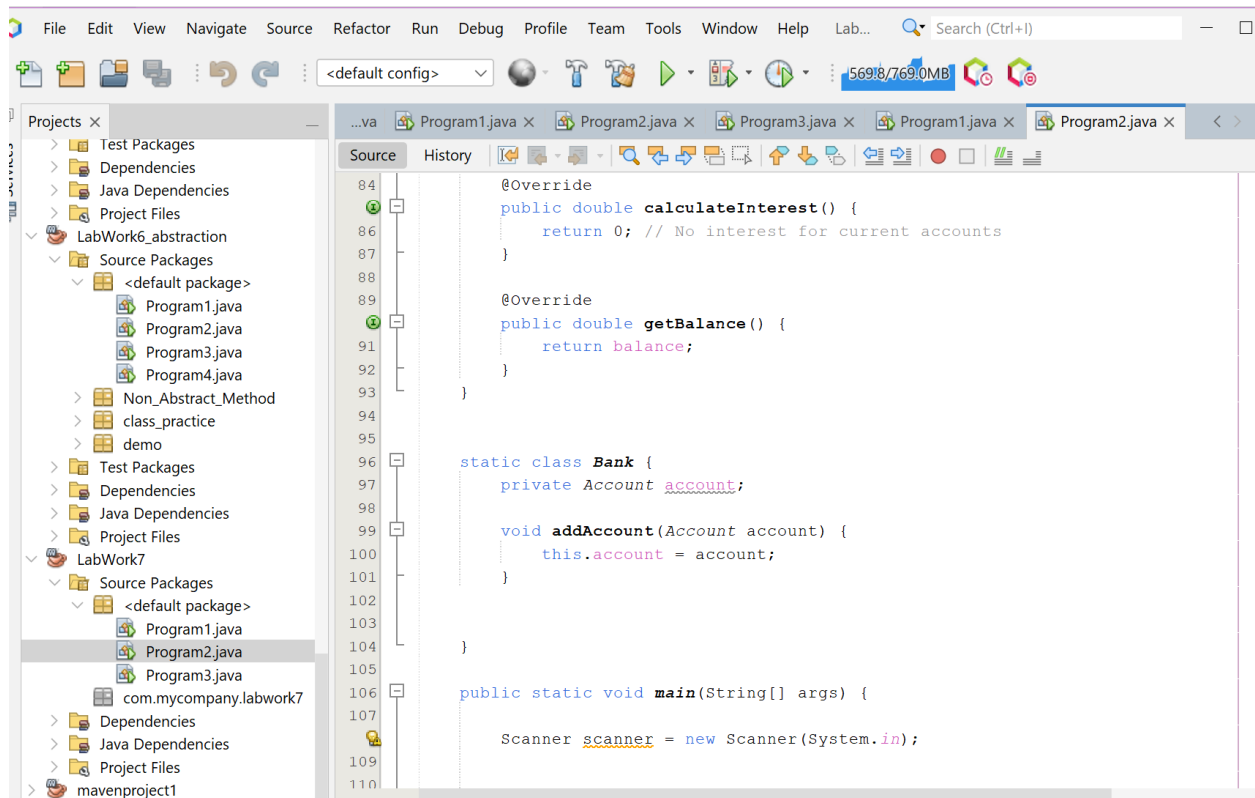 File Edit View Navigate Source Refactor Run Debug Profile Team Tools Window Help Lab... Search (Ctrl+I)
<default config> 569.8/769.0MB
Projects
Test Packages
Dependencies
Java Dependencies
Project Files
LabWork6_abstraction
Source Packages
<default package>
Program1.java
Program2.java
Program3.java
Program4.java
Non_Abstract_Method
class_practice
demo
Test Packages
Dependencies
Java Dependencies
Project Files
LabWork7
Source Packages
<default package>
Program1.java
Program2.java
Program3.java
com.mycompany.labwork7
Dependencies
Java Dependencies
Project Files
mavenproject1
...va Program1.java Program2.java Program3.java Program1.java Program2.java
Source History
84 @Override
public double calculateInterest() {
86 return 0; // No interest for current accounts
87 }
88
89 @Override
public double getBalance() {
91 return balance;
92 }
93 }
94
95
96 static class Bank {
97 private Account account;
98
99 void addAccount(Account account) {
100 this.account = account;
101 }
102
103
104 }
105
106 public static void main(String[] args) {
107
Scanner scanner = new Scanner(System.in);
109
110